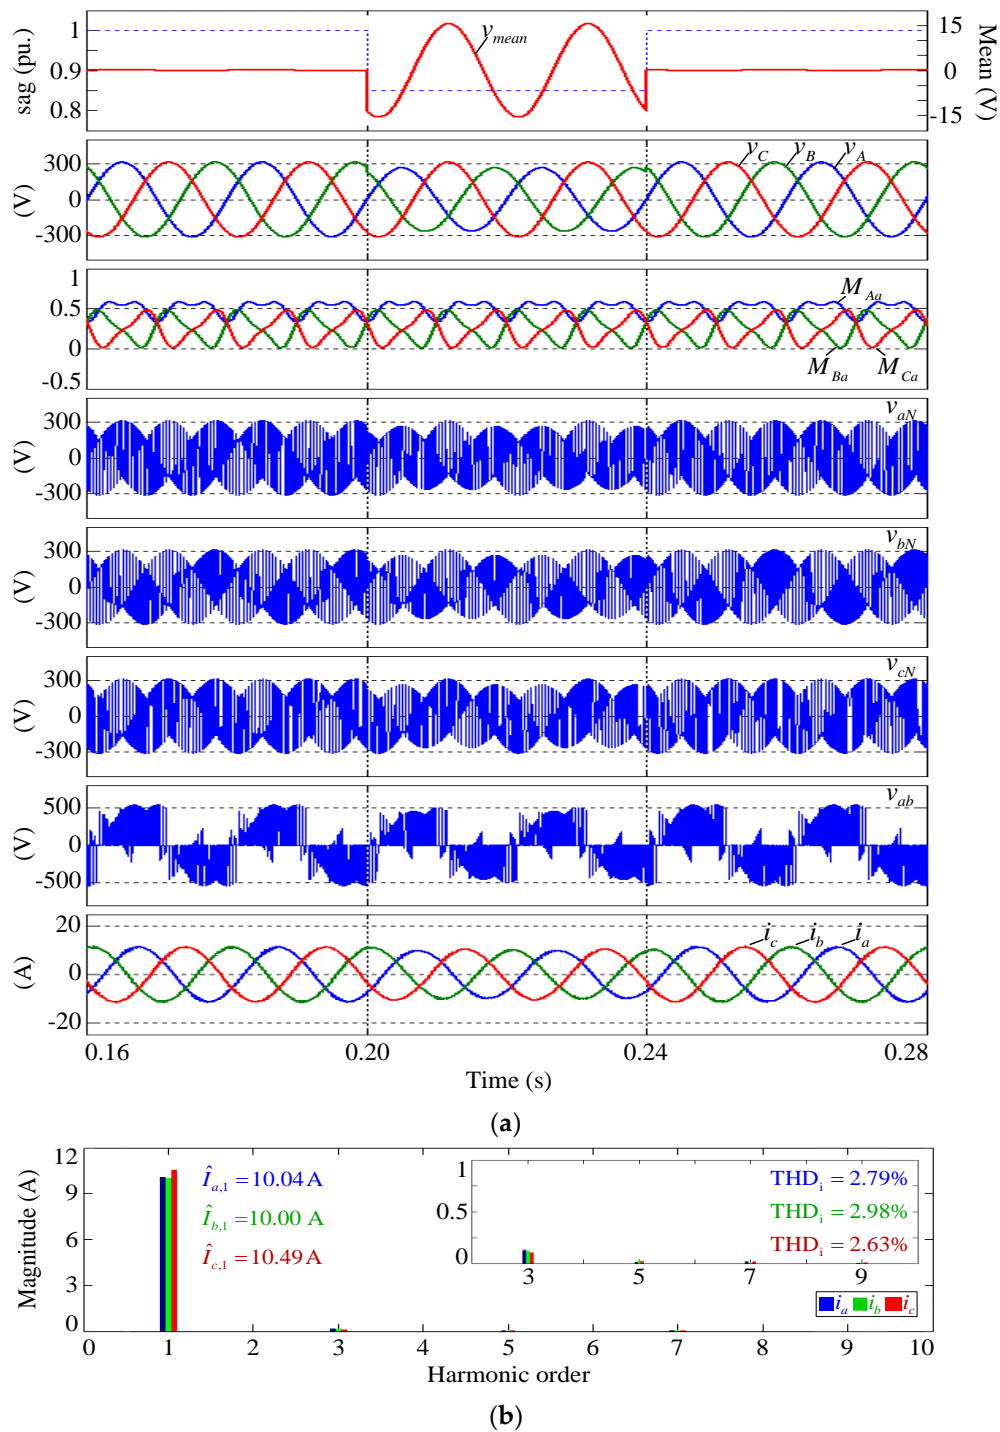 sag (pu.)
1
0.9
0.8
v_mean
15
0
-15
Mean (V)
(V)
300
0
-300
v_C
v_B
v_A
1
0.5
0
-0.5
M_Aa
M_Ba
M_Ca
(V)
300
0
-300
v_aN
(V)
300
0
-300
v_bN
(V)
300
0
-300
v_cN
(V)
500
0
-500
v_ab
(A)
20
0
-20
i_c
i_b
i_a
0.16 0.20 0.24 0.28
Time (s)
(a)
Magnitude (A)
12
9
6
3
0
Î_a,1 = 10.04 A
Î_b,1 = 10.00 A
Î_c,1 = 10.49 A
1
0.5
0
3 5 7 9
THD_i = 2.79%
THD_i = 2.98%
THD_i = 2.63%
i_a i_b i_c
0 1 2 3 4 5 6 7 8 9 10
Harmonic order
(b)